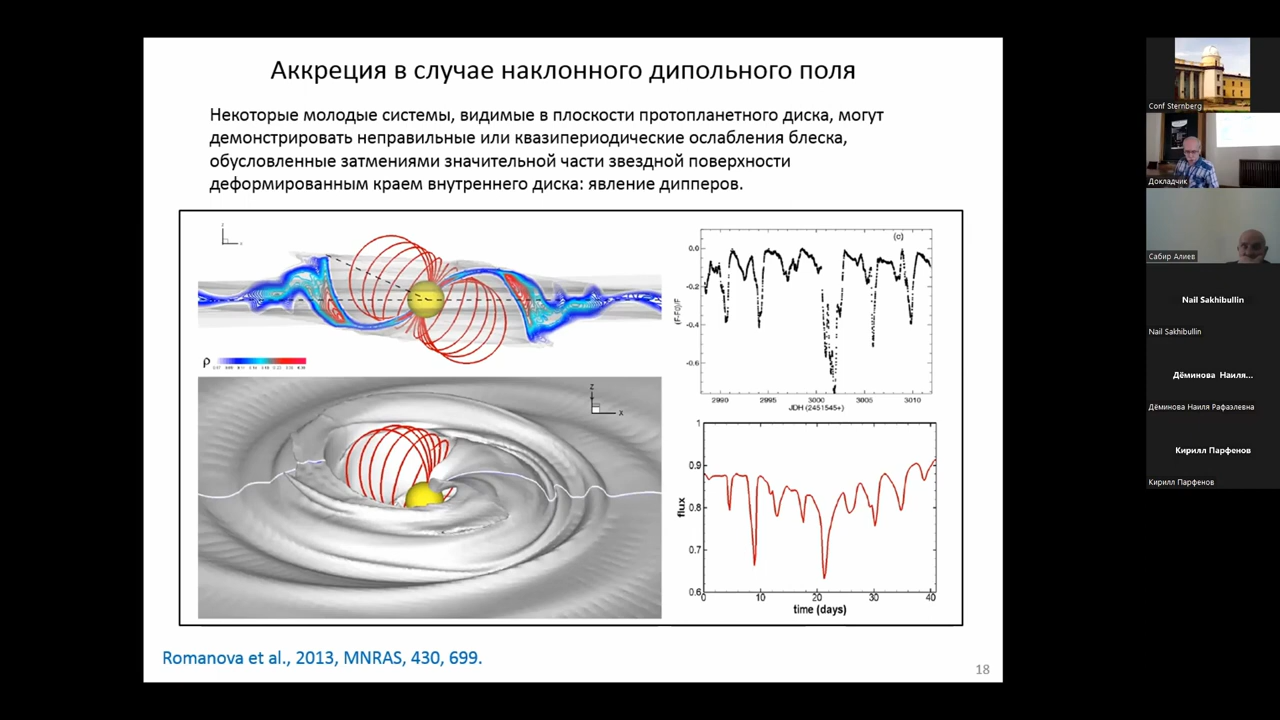 Аккреция в случае наклонного дипольного поля
Некоторые молодые системы, видимые в плоскости протопланетного диска, могут
демонстрировать неправильные или квазипериодические ослабления блеска,
обусловленные затмениями значительной части звездной поверхности
деформированным краем внутреннего диска: явление дипперов.
z
x
ρ
(c)
0.0
-0.2
-0.4
-0.6
2990 2995 3000 3005 3010
JDH (2451545+)
z
x
1
0.9
0.8
0.7
0.6
flux
0 10 20 30 40
time (days)
Romanova et al., 2013, MNRAS, 430, 699.
18
Conf Sternberg
Докладчик
Сабир Алиев
Nail Sakhibullin
Nail Sakhibullin
Дёминова Наиля...
Дёминова Наиля Рафаэлевна
Кирилл Парфенов
Кирилл Парфенов